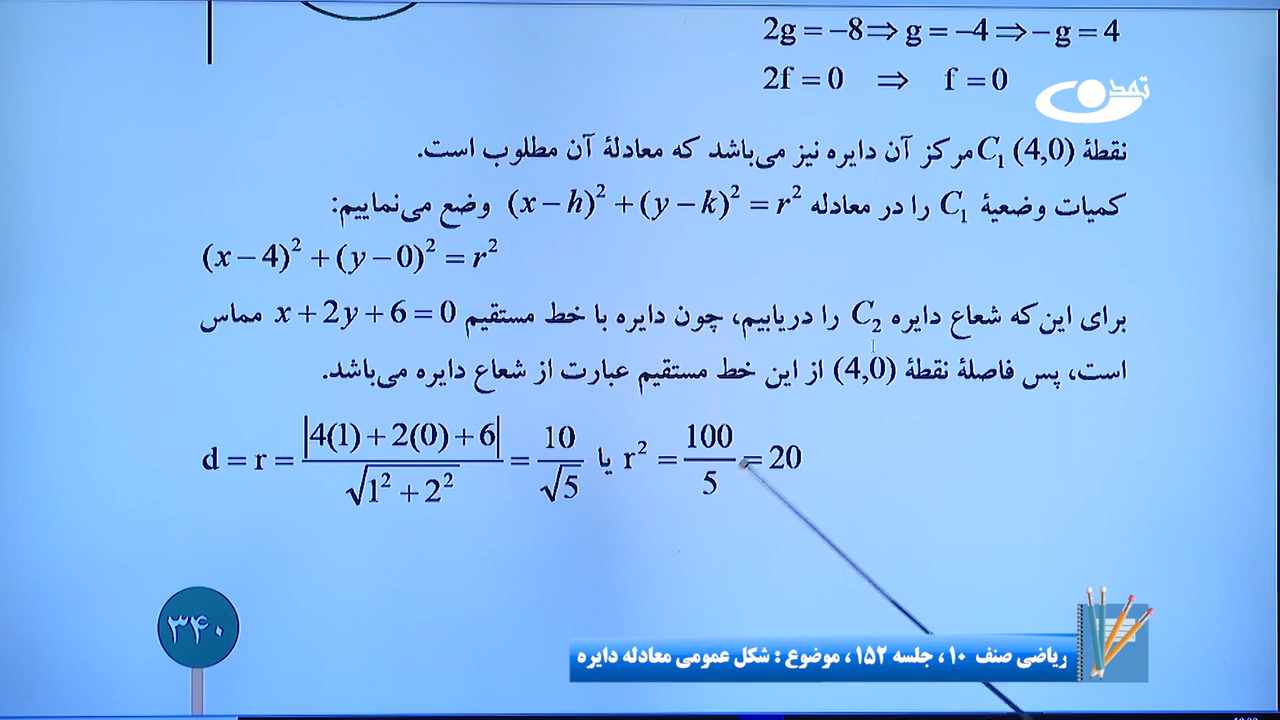 2g = −8 ⇒ g = −4 ⇒ −g = 4
2f = 0 ⇒ f = 0
تمدن
نقطهٔ C₁ (4,0) مرکز آن دایره نیز می‌باشد که معادلهٔ آن مطلوب است.
کمیات وضعیهٔ C₁ را در معادله (x − h)² + (y − k)² = r² وضع می‌نماییم:
(x − 4)² + (y − 0)² = r²
برای این که شعاع دایره C₂ را دریابیم، چون دایره با خط مستقیم x + 2y + 6 = 0 مماس
است، پس فاصلهٔ نقطهٔ (4,0) از این خط مستقیم عبارت از شعاع دایره می‌باشد.
d = r = |4(1) + 2(0) + 6| / √(1² + 2²) = 10 / √5 یا r² = 100 / 5 = 20
۳۴۰
ریاضی صنف ۱۰، جلسه ۱۵۲، موضوع : شکل عمومی معادله دایره